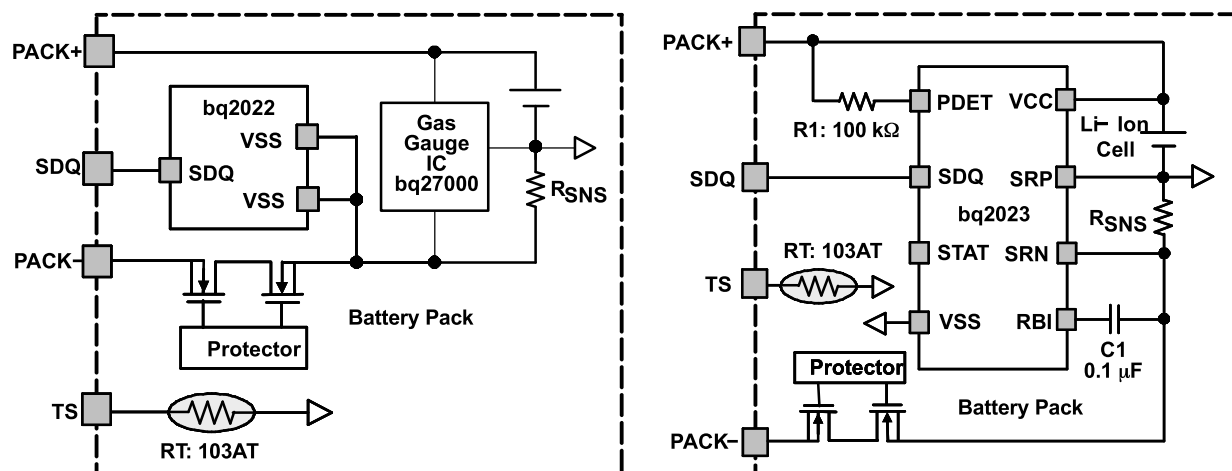 PACK+
bq2022
VSS
Gas
Gauge
IC
bq27000
SDQ
SDQ
VSS
RSNS
PACK–
Battery Pack
Protector
TS
RT: 103AT
PACK+
PDET
VCC
R1: 100 kΩ
Li– Ion
Cell
SDQ
SDQ
SRP
bq2023
RSNS
RT: 103AT
STAT
SRN
TS
VSS
RBI
C1
0.1 µF
Protector
Battery Pack
PACK–